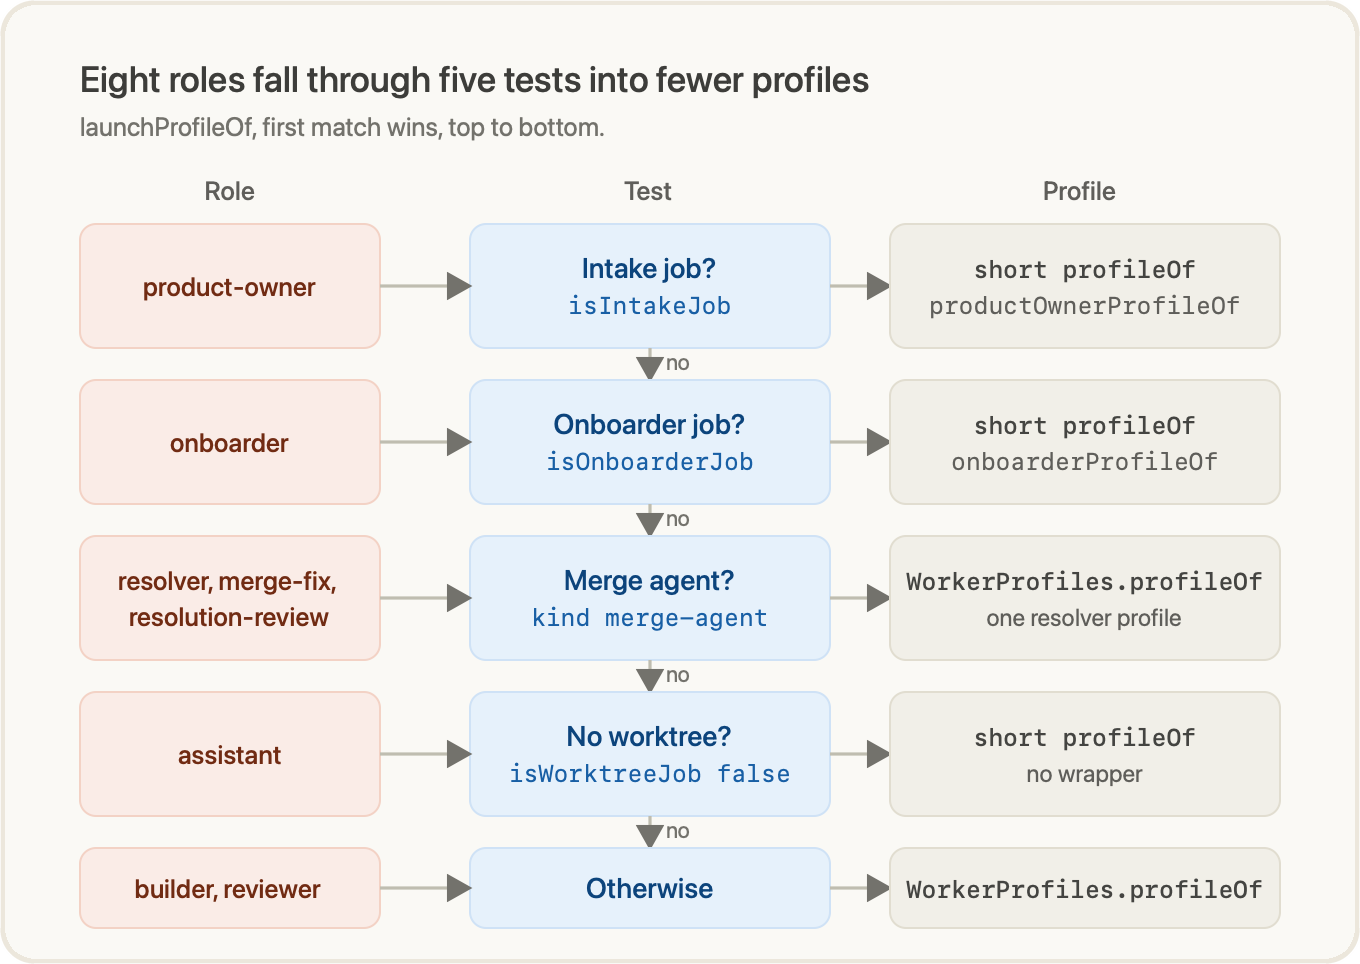 Eight roles fall through five tests into fewer profiles
launchProfileOf, first match wins, top to bottom.
Role
Test
Profile
product-owner
Intake job?
isIntakeJob
short profileOf
productOwnerProfileOf
no
onboarder
Onboarder job?
isOnboarderJob
short profileOf
onboarderProfileOf
no
resolver, merge-fix,
resolution-review
Merge agent?
kind merge-agent
WorkerProfiles.profileOf
one resolver profile
no
assistant
No worktree?
isWorktreeJob false
short profileOf
no wrapper
no
builder, reviewer
Otherwise
WorkerProfiles.profileOf